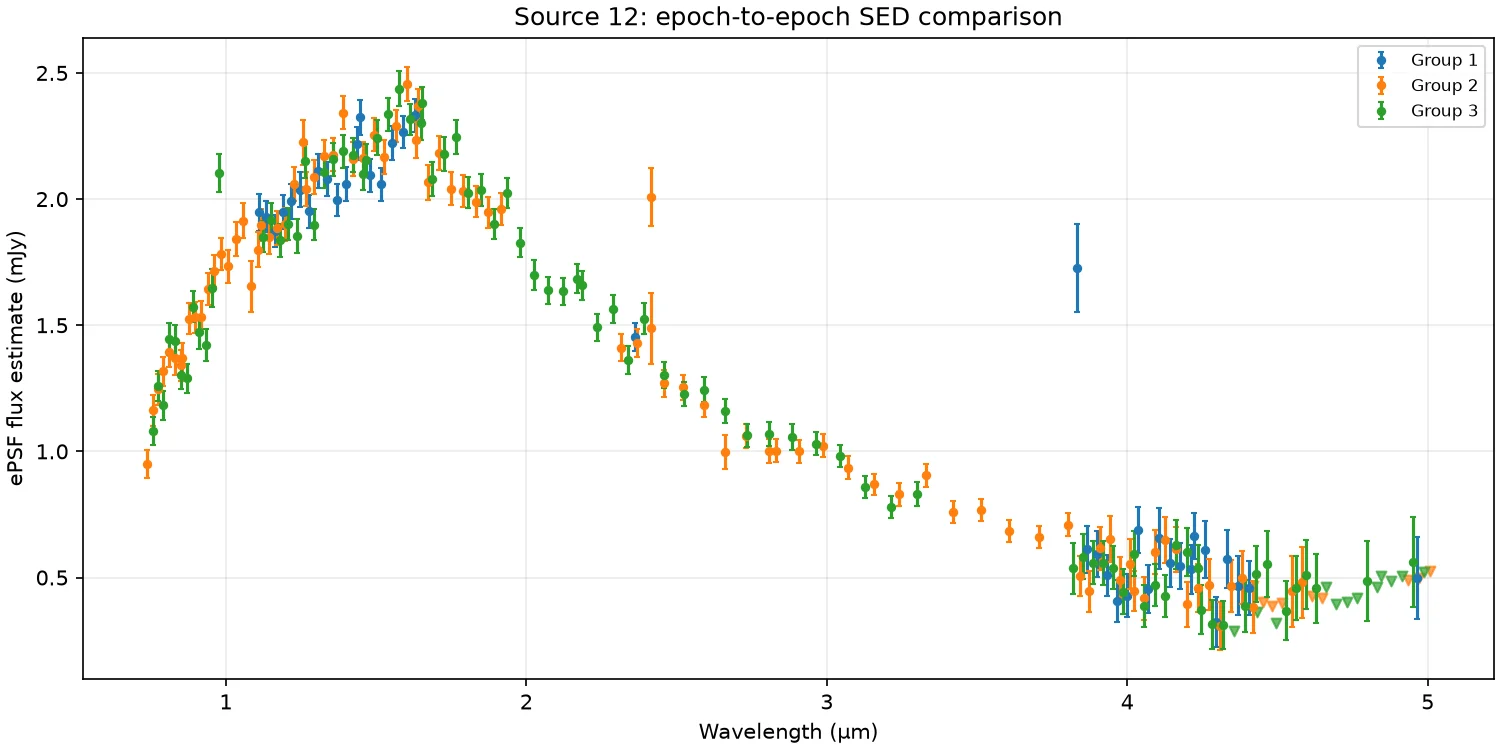 Source 12: epoch-to-epoch SED comparison
ePSF flux estimate (mJy)
2.5
2.0
1.5
1.0
0.5
Group 1
Group 2
Group 3
1 2 3 4 5
Wavelength (μm)